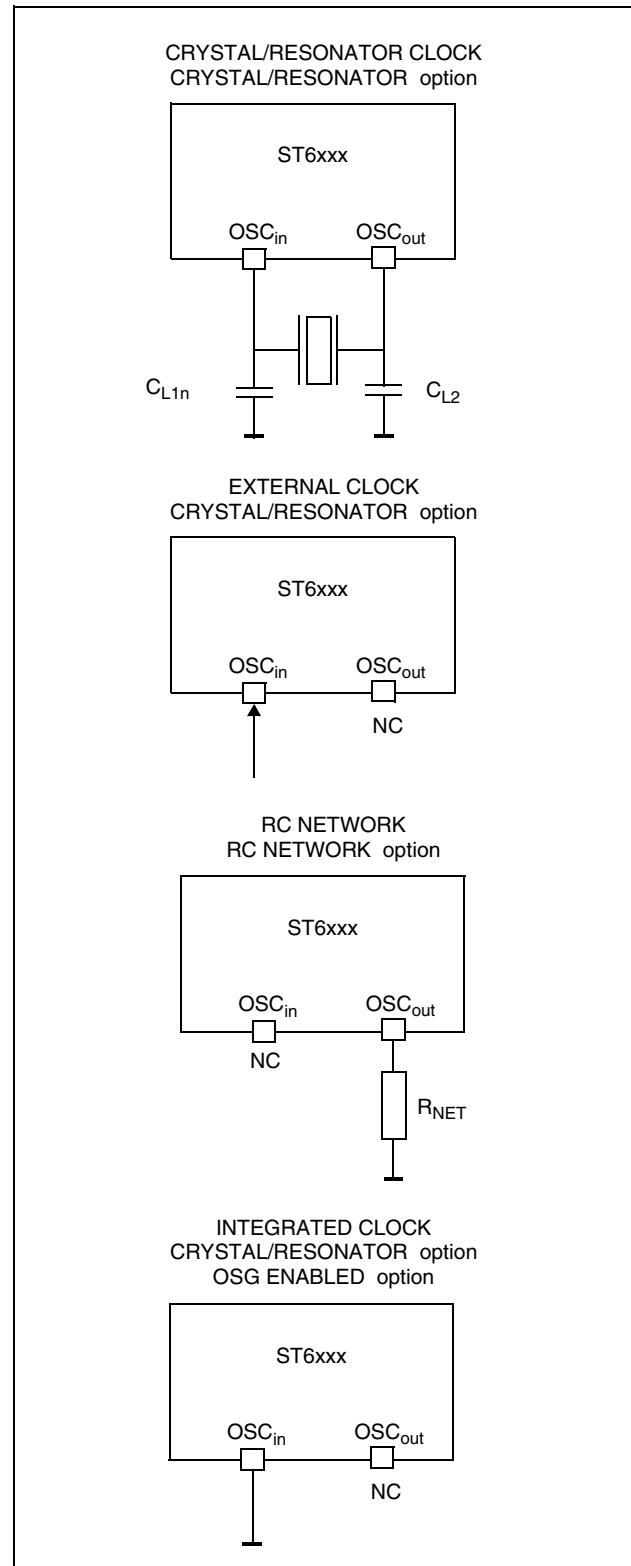 CRYSTAL/RESONATOR CLOCK
CRYSTAL/RESONATOR option
ST6xxx
OSCin OSCout
CL1n CL2
EXTERNAL CLOCK
CRYSTAL/RESONATOR option
ST6xxx
OSCin OSCout
NC
RC NETWORK
RC NETWORK option
ST6xxx
OSCin OSCout
NC
RNET
INTEGRATED CLOCK
CRYSTAL/RESONATOR option
OSG ENABLED option
ST6xxx
OSCin OSCout
NC